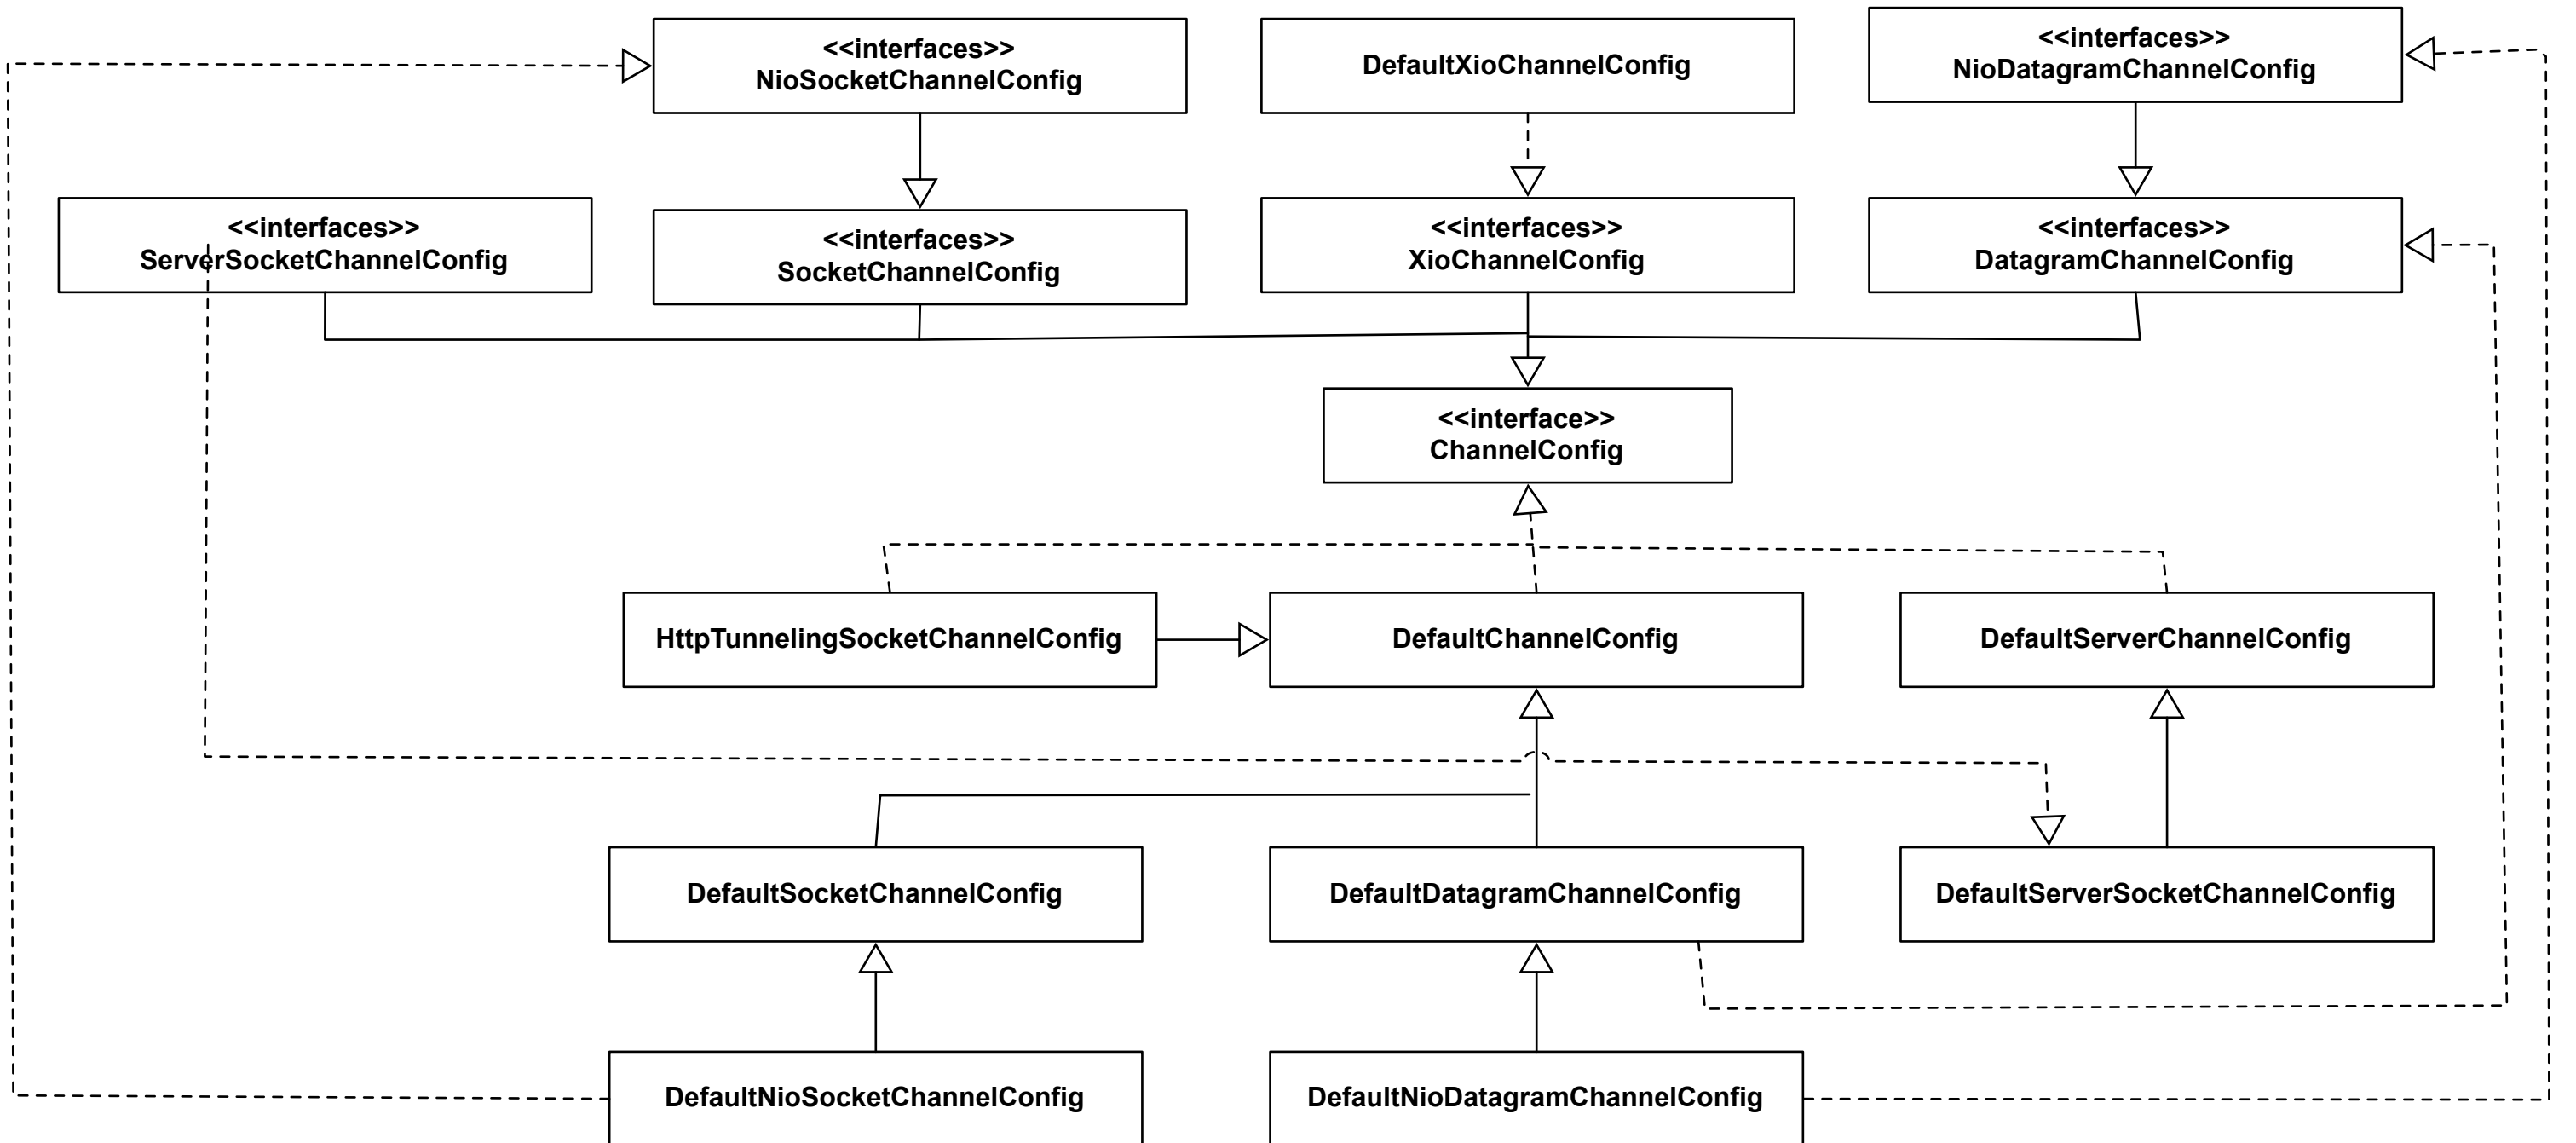 <<interfaces>>
NioSocketChannelConfig
DefaultXioChannelConfig
<<interfaces>>
NioDatagramChannelConfig
<<interfaces>>
ServerSocketChannelConfig
<<interfaces>>
SocketChannelConfig
<<interfaces>>
XioChannelConfig
<<interfaces>>
DatagramChannelConfig
<<interface>>
ChannelConfig
HttpTunnelingSocketChannelConfig
DefaultChannelConfig
DefaultServerChannelConfig
DefaultSocketChannelConfig
DefaultDatagramChannelConfig
DefaultServerSocketChannelConfig
DefaultNioSocketChannelConfig
DefaultNioDatagramChannelConfig